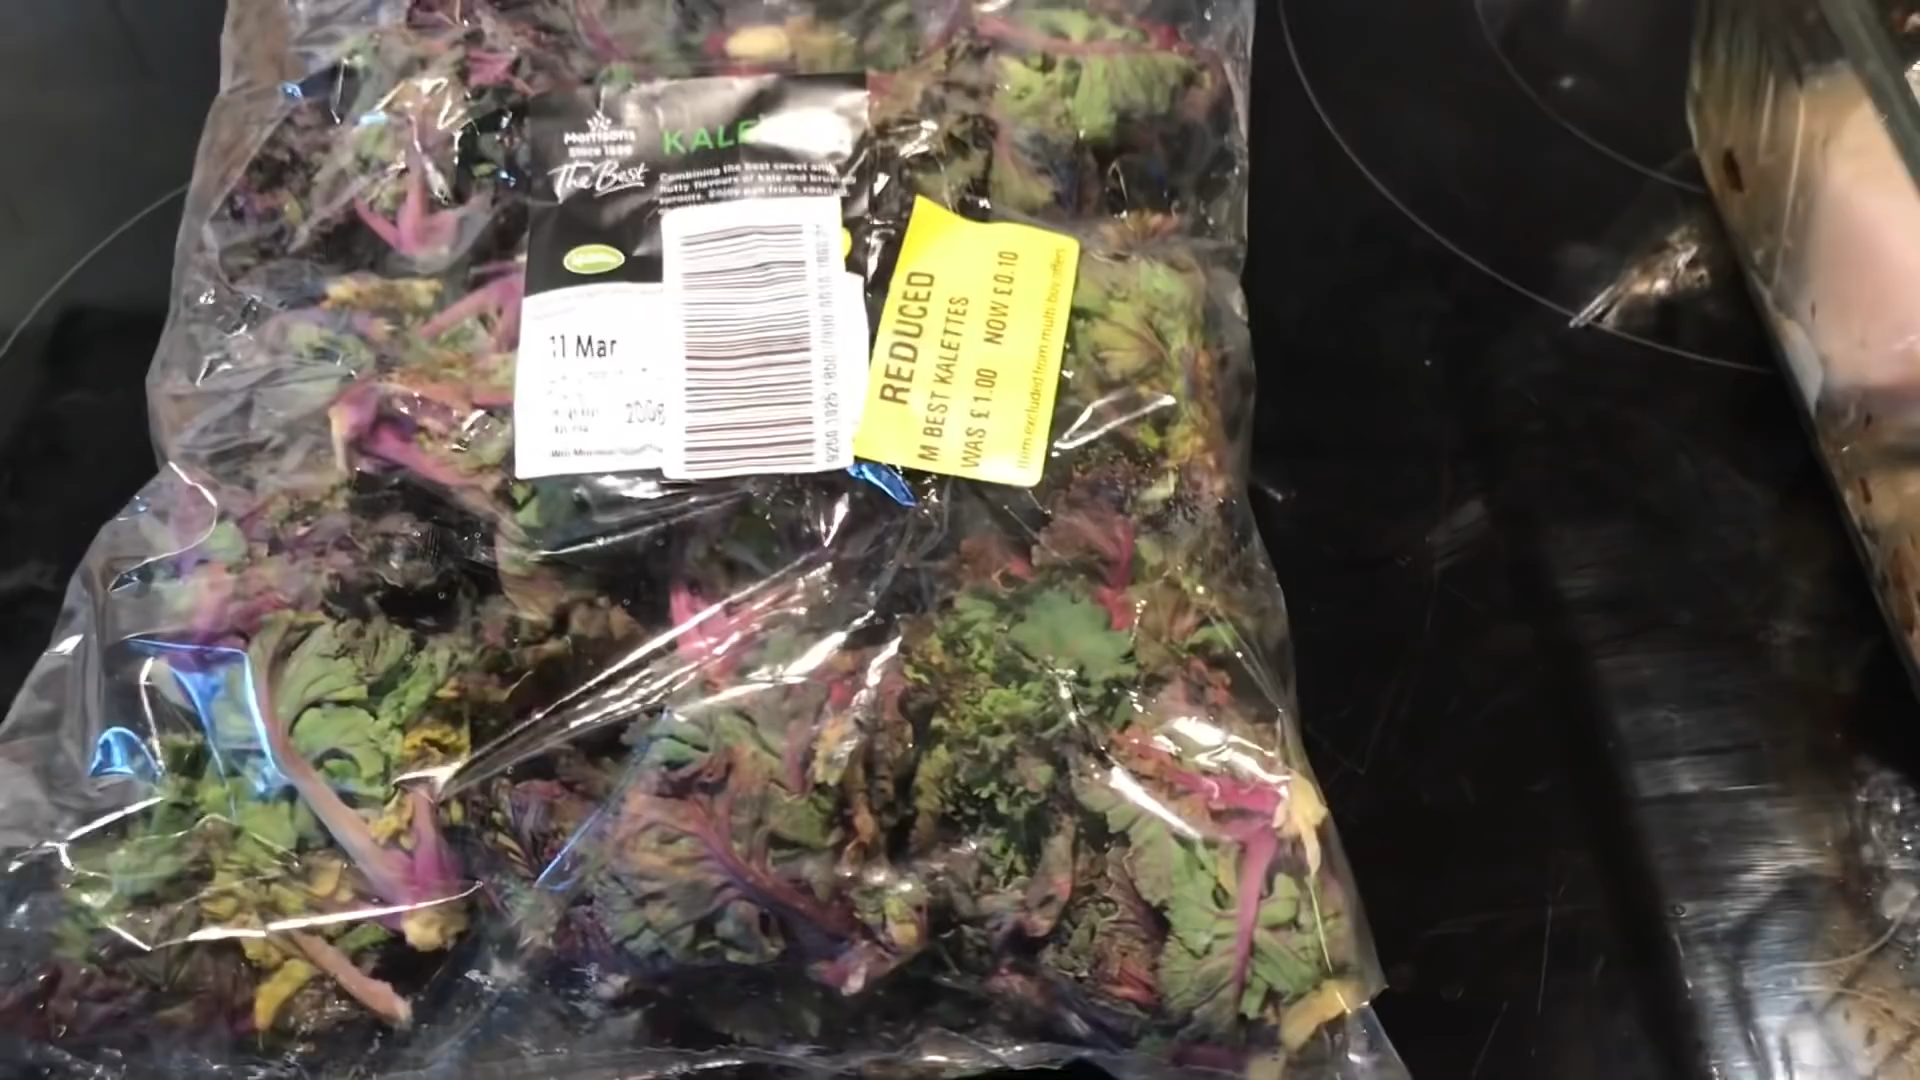 Morrisons
Since 1899
The Best
KALE
Combining the best sweet and
nutty flavours of kale and brussels
sprouts. Enjoy pan fried, roasted
11 Mar
200g
REDUCED
M BEST KALETTES
WAS £1.00 NOW £0.10
Item excluded from multi buy offers